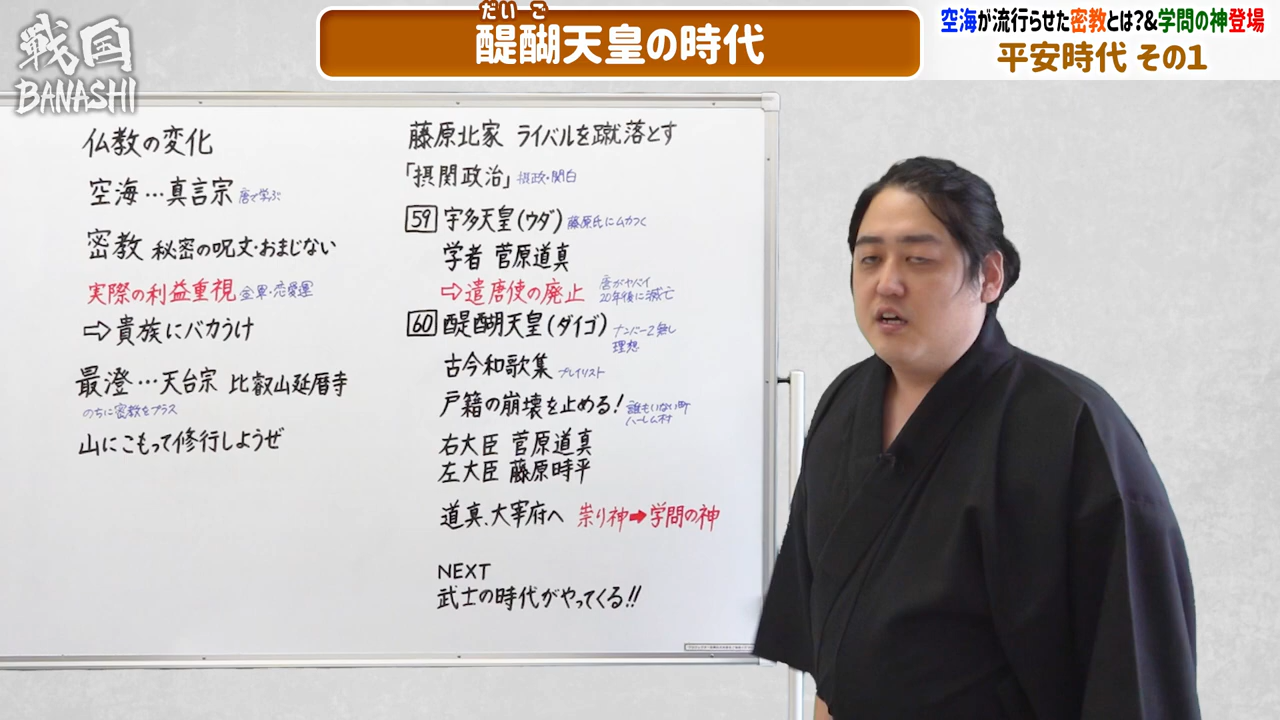 戦国
BANASHI
だいご
醍醐天皇の時代
空海が流行らせた密教とは?&学問の神登場
平安時代 その1
仏教の変化
空海…真言宗 唐で学ぶ
密教 秘密の呪文・おまじない
実際の利益重視 金運・恋愛運
⇨貴族にバカうけ
最澄…天台宗 比叡山延暦寺
のちに密教をプラス
山にこもって修行しようぜ
藤原北家 ライバルを蹴落とす
「摂関政治」 摂政・関白
59 宇多天皇(ウダ) 藤原氏にムカつく
学者 菅原道真
⇨遣唐使の廃止 唐がヤバイ
20年後に滅亡
60 醍醐天皇(ダイゴ) ナンバー2無し
理想
古今和歌集 プレイリスト
戸籍の崩壊を止める! 誰もいない町
ハーレム村
右大臣 菅原道真
左大臣 藤原時平
道真、大宰府へ 祟り神➡学問の神
NEXT
武士の時代がやってくる!!